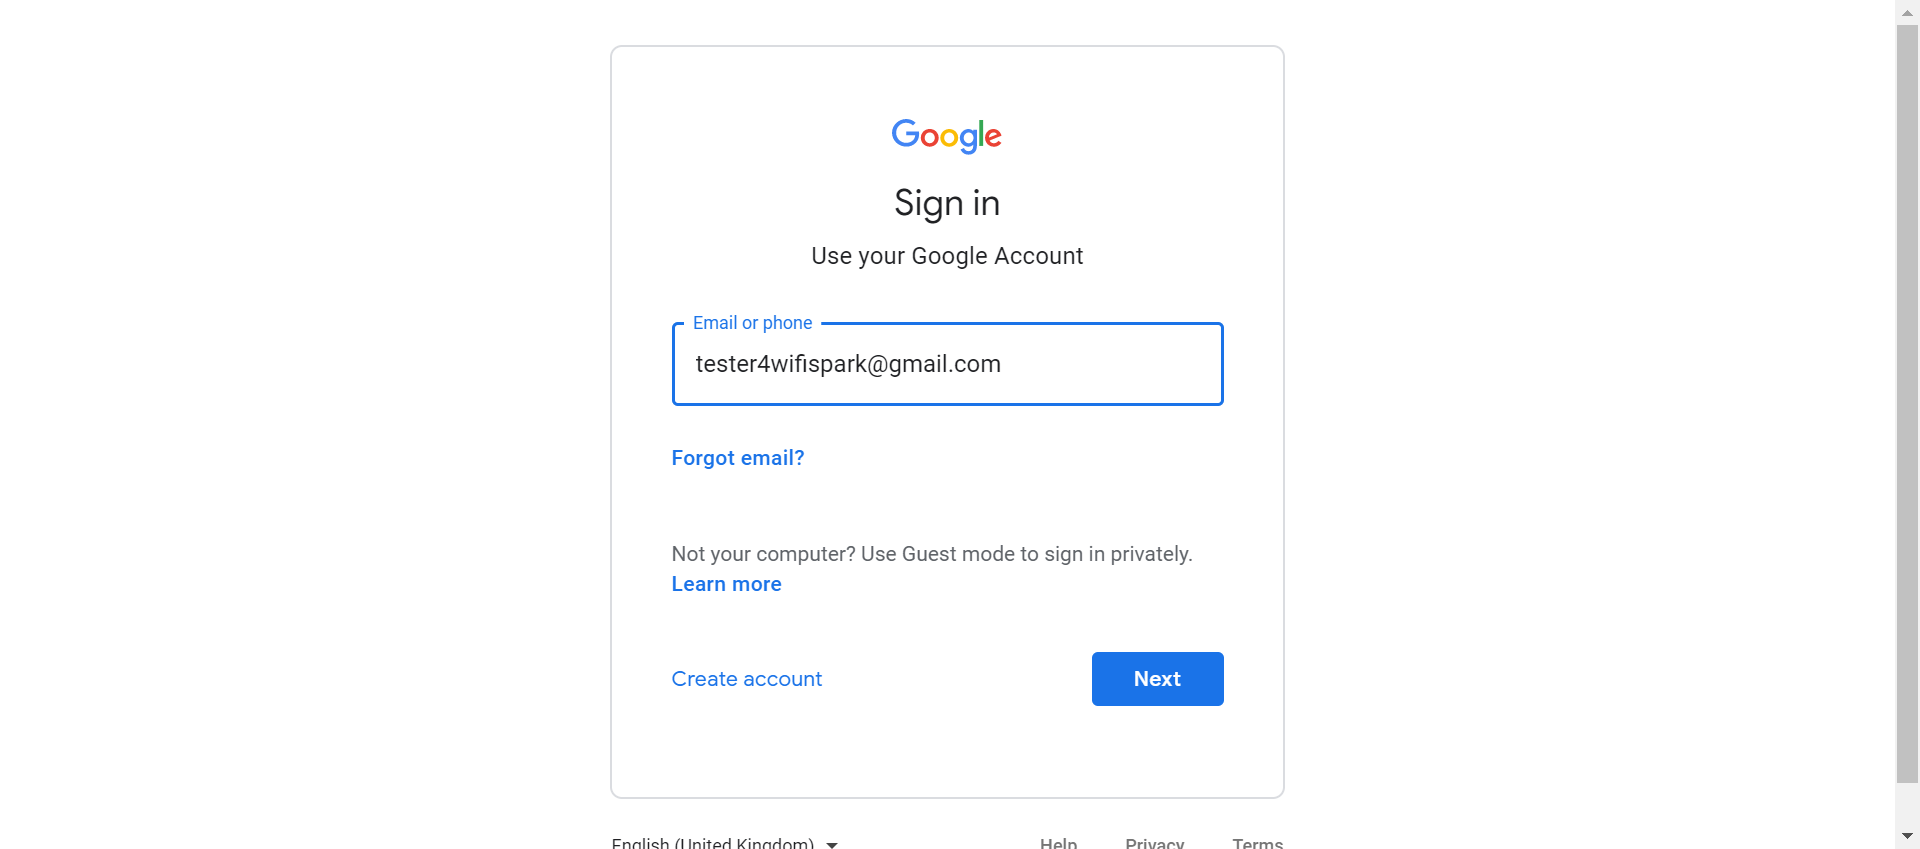 Google
Sign in
Use your Google Account
Email or phone
tester4wifispark@gmail.com
Forgot email?
Not your computer? Use Guest mode to sign in privately.
Learn more
Create account
Next
English (United Kingdom)
Help
Privacy
Terms